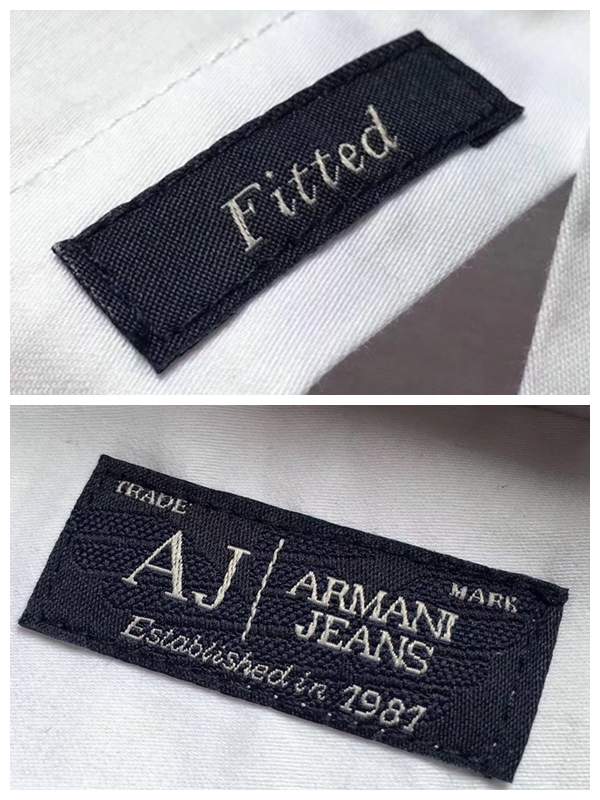 Fitted
TRADE MARK
AJ ARMANI
JEANS
Established in 1981